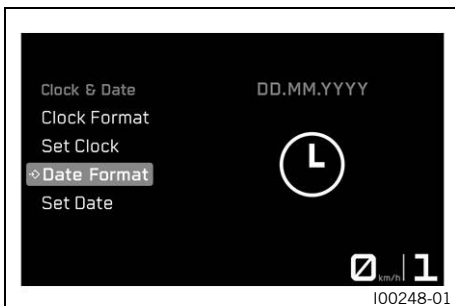 Clock & Date
DD.MM.YYYY
Clock Format
Set Clock
Date Format
Set Date
0 km/h 1
I00248-01